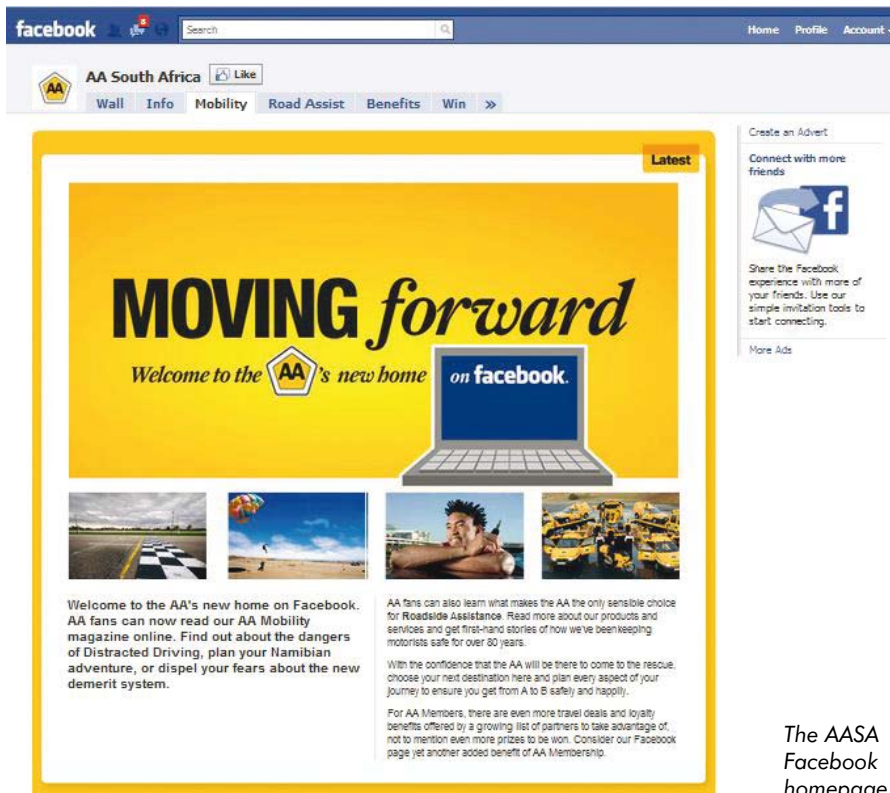 facebook 8 Search Home Profile Account
AA South Africa Like
AA
Wall Info Mobility Road Assist Benefits Win »
Latest
MOVING forward
Welcome to the AA's new home on facebook.
Welcome to the AA's new home on Facebook.
AA fans can now read our AA Mobility
magazine online. Find out about the dangers
of Distracted Driving, plan your Namibian
adventure, or dispel your fears about the new
demerit system.
AA fans can also learn what makes the AA the only sensible choice
for Roadside Assistance. Read more about our products and
services and get first-hand stories of how we've beenkeeping
motorists safe for over 80 years.
With the confidence that the AA will be there to come to the rescue,
choose your next destination here and plan every aspect of your
journey to ensure you get from A to B safely and happily.
For AA Members, there are even more travel deals and loyalty
benefits offered by a growing list of partners to take advantage of,
not to mention even more prizes to be won. Consider our Facebook
page yet another added benefit of AA Membership.
Create an Advert
Connect with more
friends
f
Share the Facebook
experience with more of
your friends. Use our
simple invitation tools to
start connecting.
More Ads
The AASA
Facebook
homepage